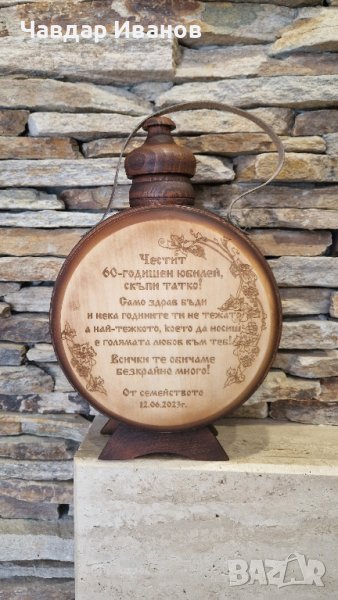 Чавдар Иванов
Честит
60-годишен юбилей,
скъпи татко!
Само здрав бъди
и нека годините ти не тежат,
а най-тежкото, което да носиш
е голямата любов към теб!
Всички те обичаме
безкрайно много!
От семейството
12.06.2023г.
BAZAR